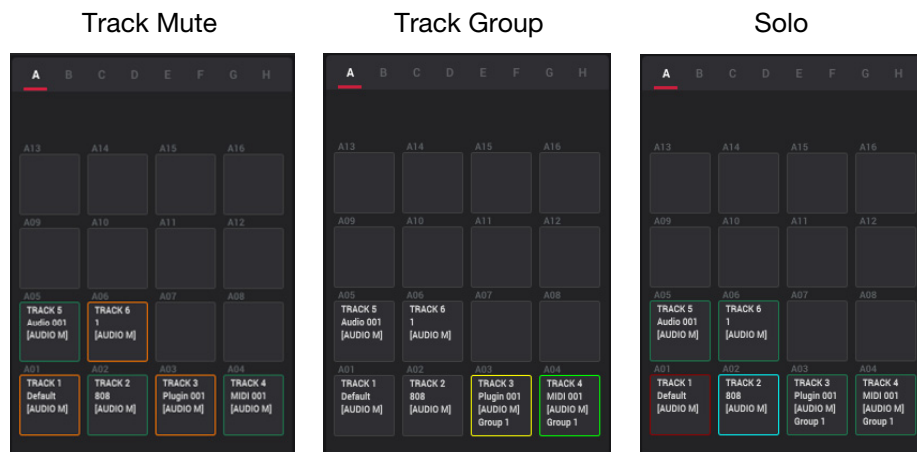 Track Mute
Track Group
Solo
A B C D E F G H
A13 A14 A15 A16
A09 A10 A11 A12
A05 A06 A07 A08
TRACK 5
Audio 001
[AUDIO M]
TRACK 6
1
[AUDIO M]
A01 A02 A03 A04
TRACK 1
Default
[AUDIO M]
TRACK 2
808
[AUDIO M]
TRACK 3
Plugin 001
[AUDIO M]
TRACK 4
MIDI 001
[AUDIO M]
A B C D E F G H
A13 A14 A15 A16
A09 A10 A11 A12
A05 A06 A07 A08
TRACK 5
Audio 001
[AUDIO M]
TRACK 6
1
[AUDIO M]
A01 A02 A03 A04
TRACK 1
Default
[AUDIO M]
TRACK 2
808
[AUDIO M]
TRACK 3
Plugin 001
[AUDIO M]
Group 1
TRACK 4
MIDI 001
[AUDIO M]
Group 1
A B C D E F G H
A13 A14 A15 A16
A09 A10 A11 A12
A05 A06 A07 A08
TRACK 5
Audio 001
[AUDIO M]
TRACK 6
1
[AUDIO M]
A01 A02 A03 A04
TRACK 1
Default
[AUDIO M]
TRACK 2
808
[AUDIO M]
TRACK 3
Plugin 001
[AUDIO M]
Group 1
TRACK 4
MIDI 001
[AUDIO M]
Group 1